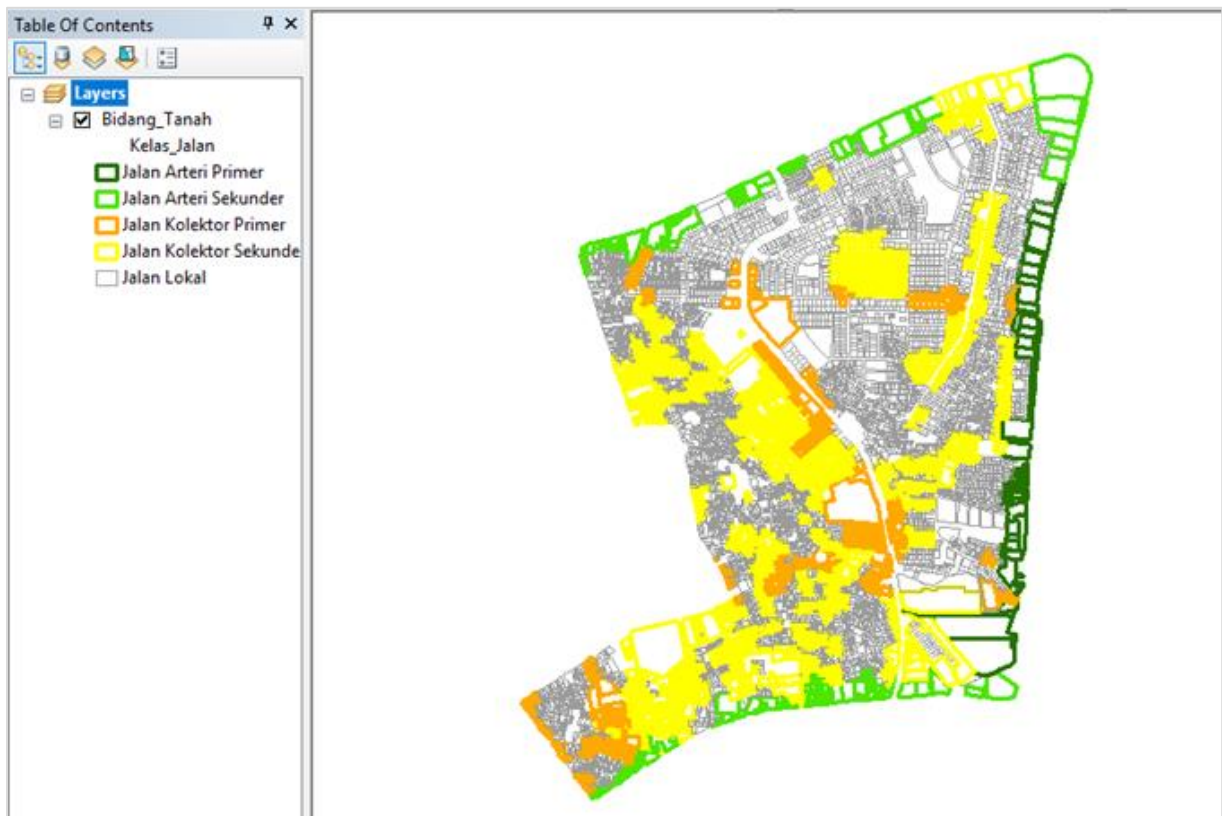 Table Of Contents
Layers
Bidang_Tanah
Kelas_Jalan
Jalan Arteri Primer
Jalan Arteri Sekunder
Jalan Kolektor Primer
Jalan Kolektor Sekunde
Jalan Lokal